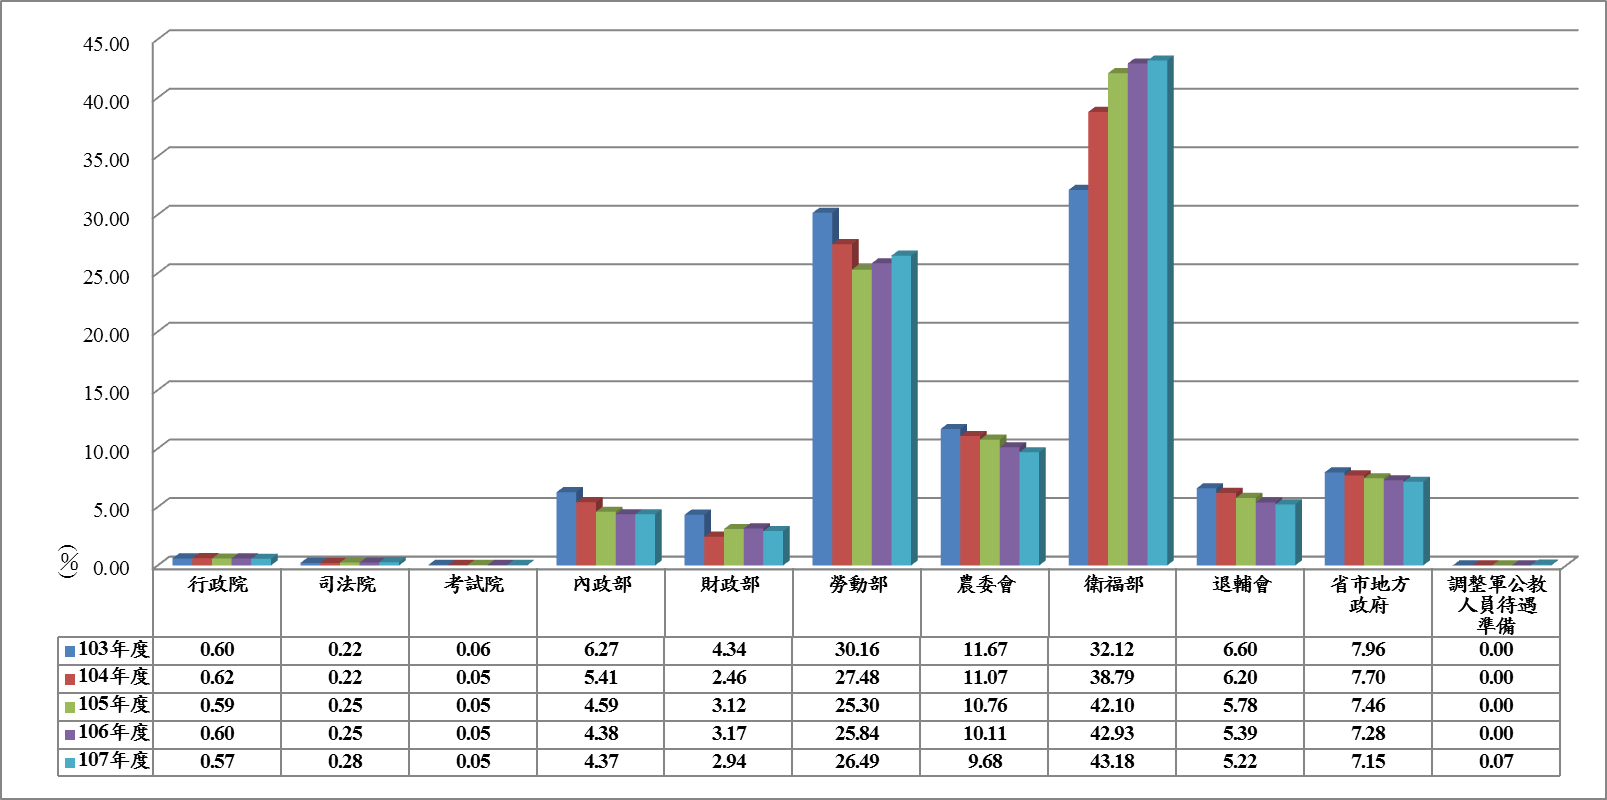 45.00
40.00
35.00
30.00
25.00
20.00
15.00
10.00
5.00
0.00
(%)
行政院 司法院 考試院 內政部 財政部 勞動部 農委會 衛福部 退輔會 省市地方 調整軍公教
政府 人員待遇
準備
103年度 0.60 0.22 0.06 6.27 4.34 30.16 11.67 32.12 6.60 7.96 0.00
104年度 0.62 0.22 0.05 5.41 2.46 27.48 11.07 38.79 6.20 7.70 0.00
105年度 0.59 0.25 0.05 4.59 3.12 25.30 10.76 42.10 5.78 7.46 0.00
106年度 0.60 0.25 0.05 4.38 3.17 25.84 10.11 42.93 5.39 7.28 0.00
107年度 0.57 0.28 0.05 4.37 2.94 26.49 9.68 43.18 5.22 7.15 0.07